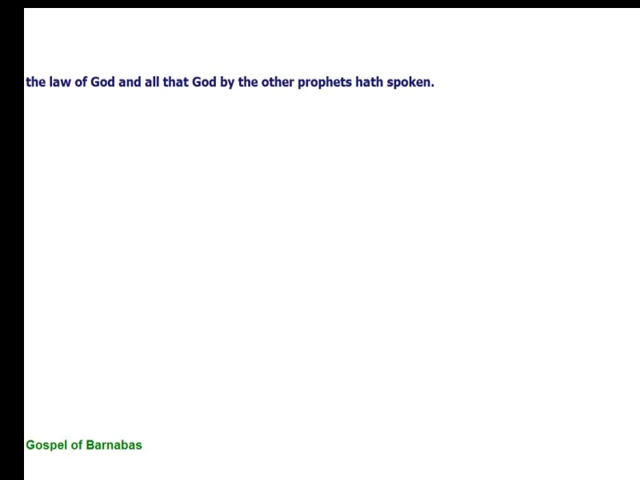 the law of God and all that God by the other prophets hath spoken.
Gospel of Barnabas